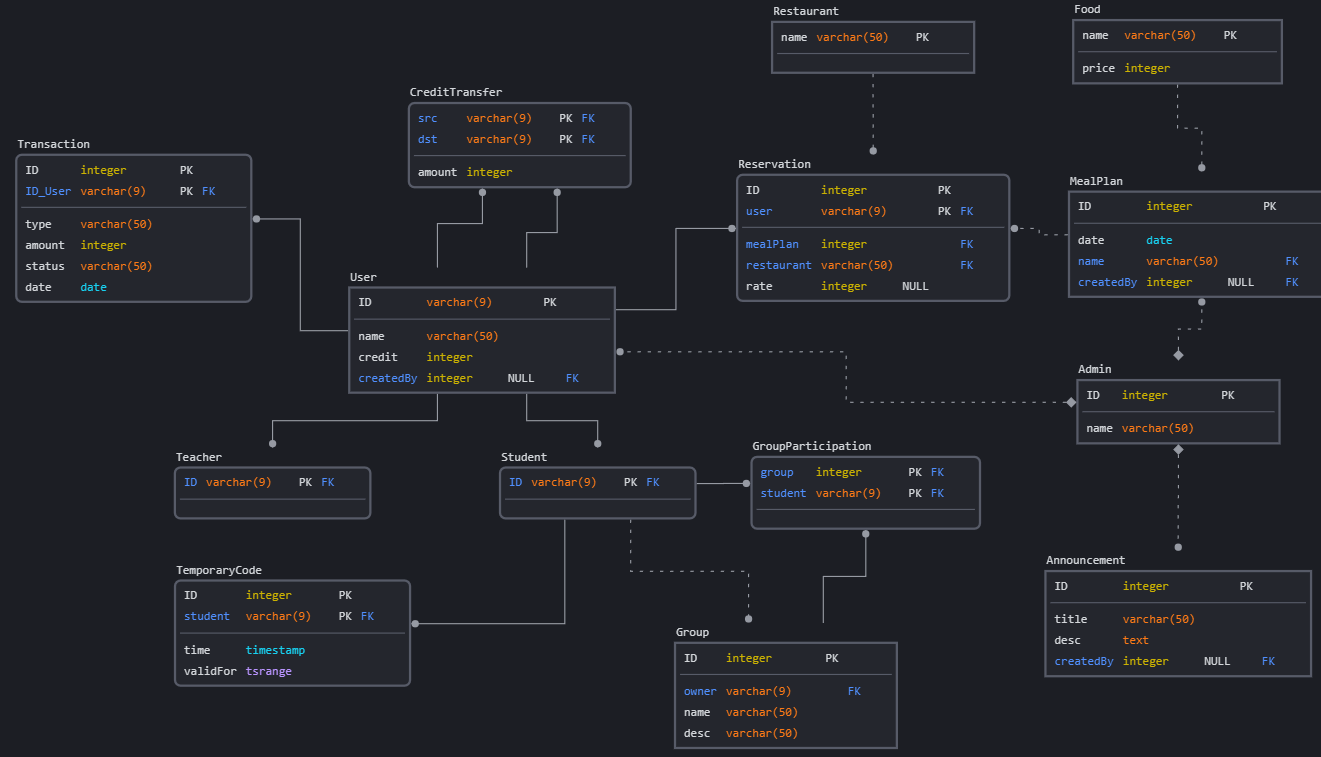 Restaurant
name varchar(50) PK
Food
name varchar(50) PK
price integer
CreditTransfer
src varchar(9) PK FK
dst varchar(9) PK FK
amount integer
Transaction
ID integer PK
ID_User varchar(9) PK FK
type varchar(50)
amount integer
status varchar(50)
date date
Reservation
ID integer PK
user varchar(9) PK FK
mealPlan integer FK
restaurant varchar(50) FK
rate integer NULL
MealPlan
ID integer PK
date date
name varchar(50) FK
createdBy integer NULL FK
User
ID varchar(9) PK
name varchar(50)
credit integer
createdBy integer NULL FK
Admin
ID integer PK
name varchar(50)
Teacher
ID varchar(9) PK FK
Student
ID varchar(9) PK FK
GroupParticipation
group integer PK FK
student varchar(9) PK FK
TemporaryCode
ID integer PK
student varchar(9) PK FK
time timestamp
validFor tsrange
Group
ID integer PK
owner varchar(9) FK
name varchar(50)
desc varchar(50)
Announcement
ID integer PK
title varchar(50)
desc text
createdBy integer NULL FK